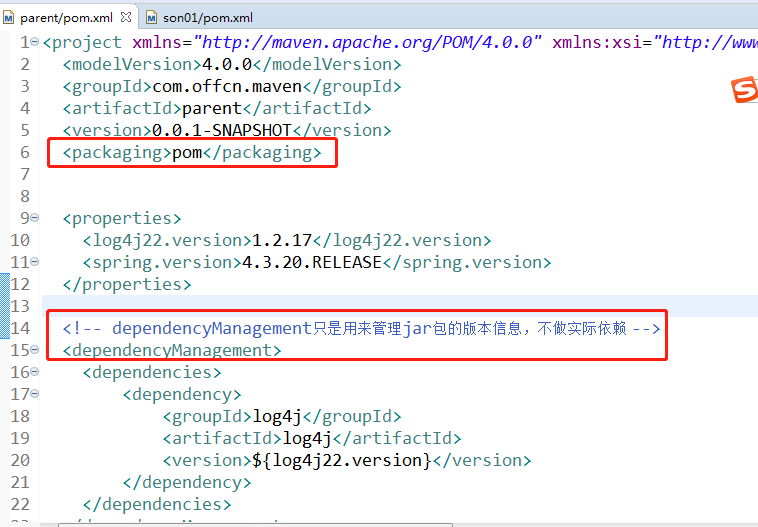 parent/pom.xml son01/pom.xml
1 <project xmlns="http://maven.apache.org/POM/4.0.0" xmlns:xsi="http://www
2 <modelVersion>4.0.0</modelVersion>
3 <groupId>com.offcn.maven</groupId>
4 <artifactId>parent</artifactId>
5 <version>0.0.1-SNAPSHOT</version>
6 <packaging>pom</packaging>
7
8
9 <properties>
10 <log4j22.version>1.2.17</log4j22.version>
11 <spring.version>4.3.20.RELEASE</spring.version>
12 </properties>
13
14 <!-- dependencyManagement只是用来管理jar包的版本信息，不做实际依赖 -->
15 <dependencyManagement>
16 <dependencies>
17 <dependency>
18 <groupId>log4j</groupId>
19 <artifactId>log4j</artifactId>
20 <version>${log4j22.version}</version>
21 </dependency>
22 </dependencies>